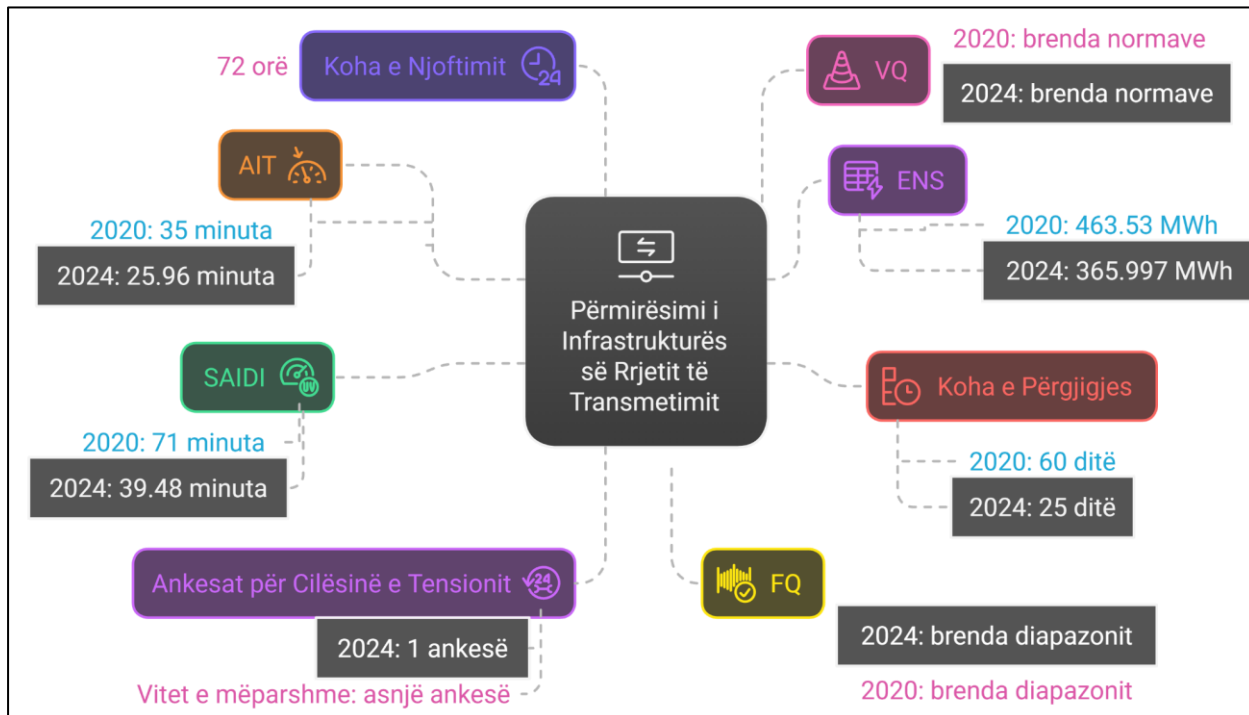 72 orë
Koha e Njoftimit
24
AIT
2020: 35 minuta
2024: 25.96 minuta
SAIDI
UV
2020: 71 minuta
2024: 39.48 minuta
Ankesat për Cilësinë e Tensionit
24
2024: 1 ankesë
Vitet e mëparshme: asnjë ankesë
Përmirësimi i
Infrastrukturës
së Rrjetit të
Transmetimit
VQ
2020: brenda normave
2024: brenda normave
ENS
2020: 463.53 MWh
2024: 365.997 MWh
Koha e Përgjigjes
2020: 60 ditë
2024: 25 ditë
FQ
2024: brenda diapazonit
2020: brenda diapazonit